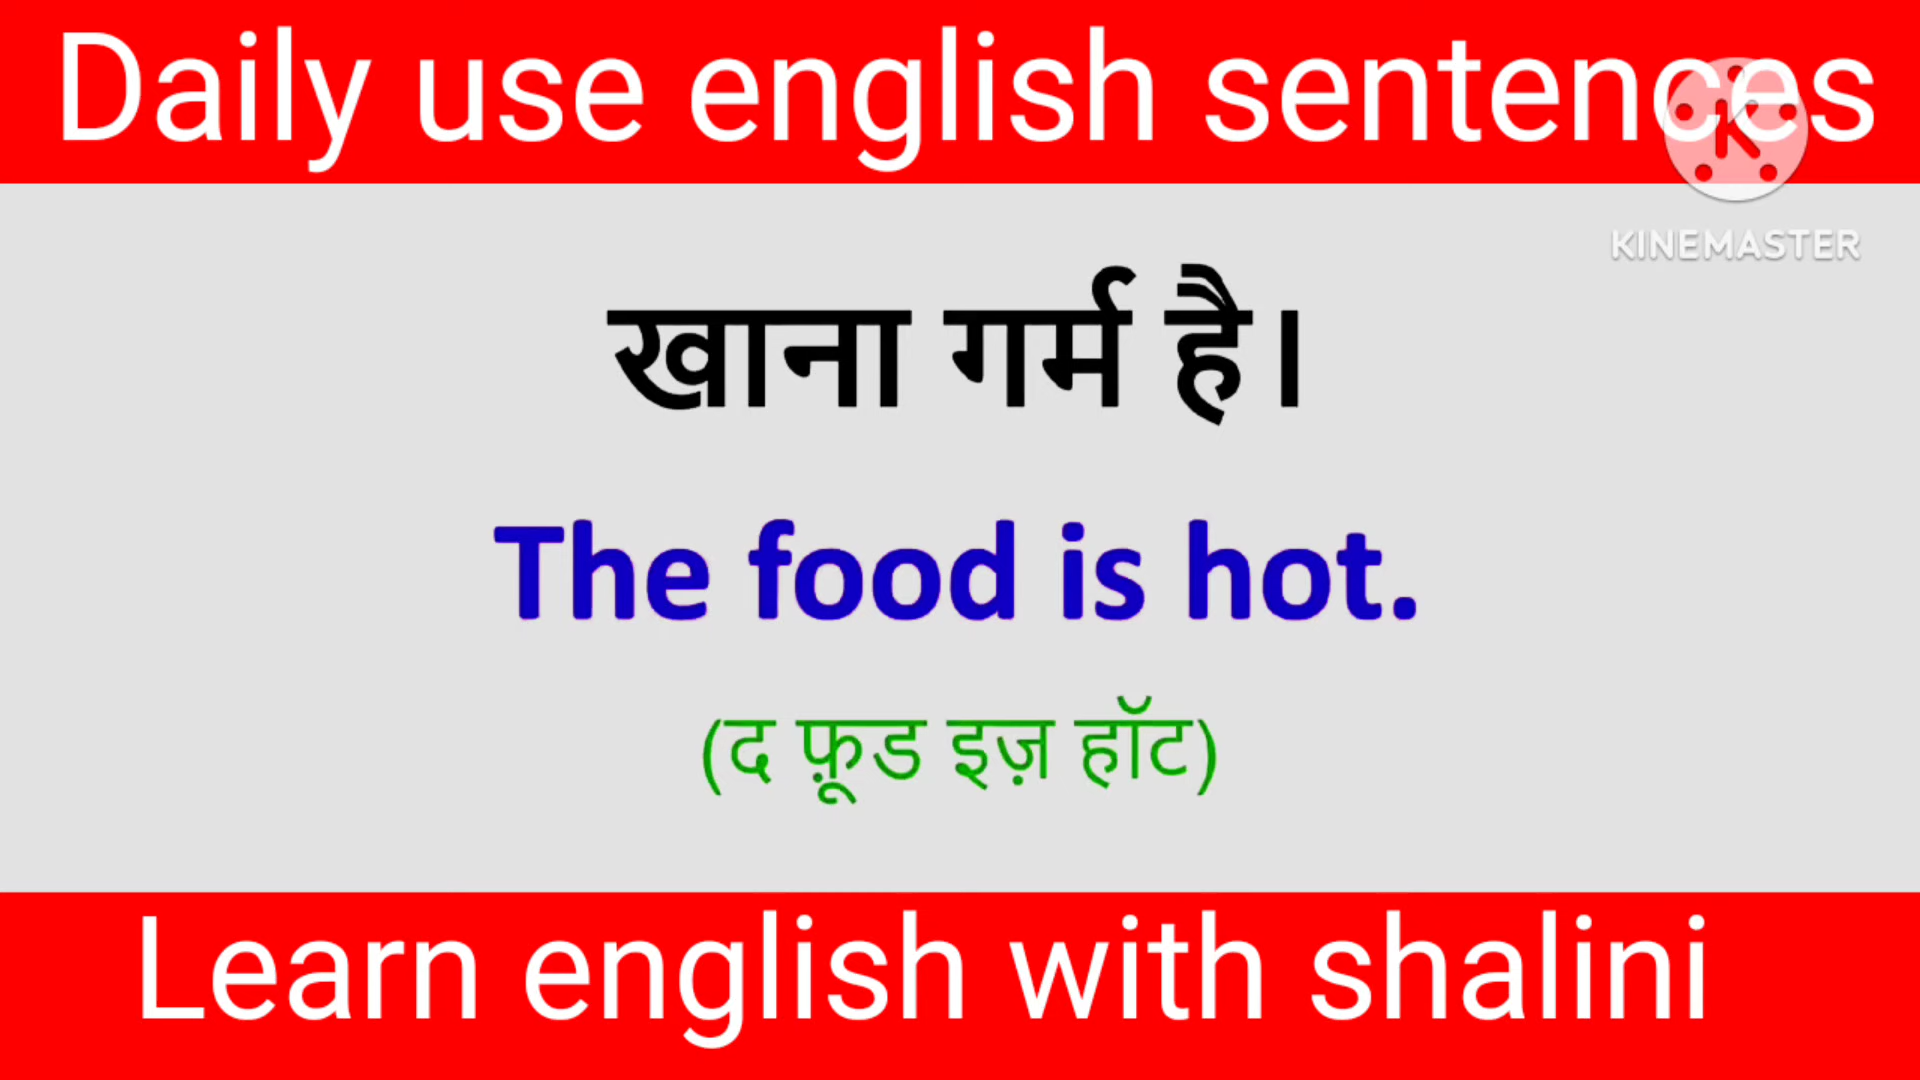 Daily use english sentences
KINEMASTER
खाना गर्म है।
The food is hot.
(द फ़ूड इज़ हॉट)
Learn english with shalini